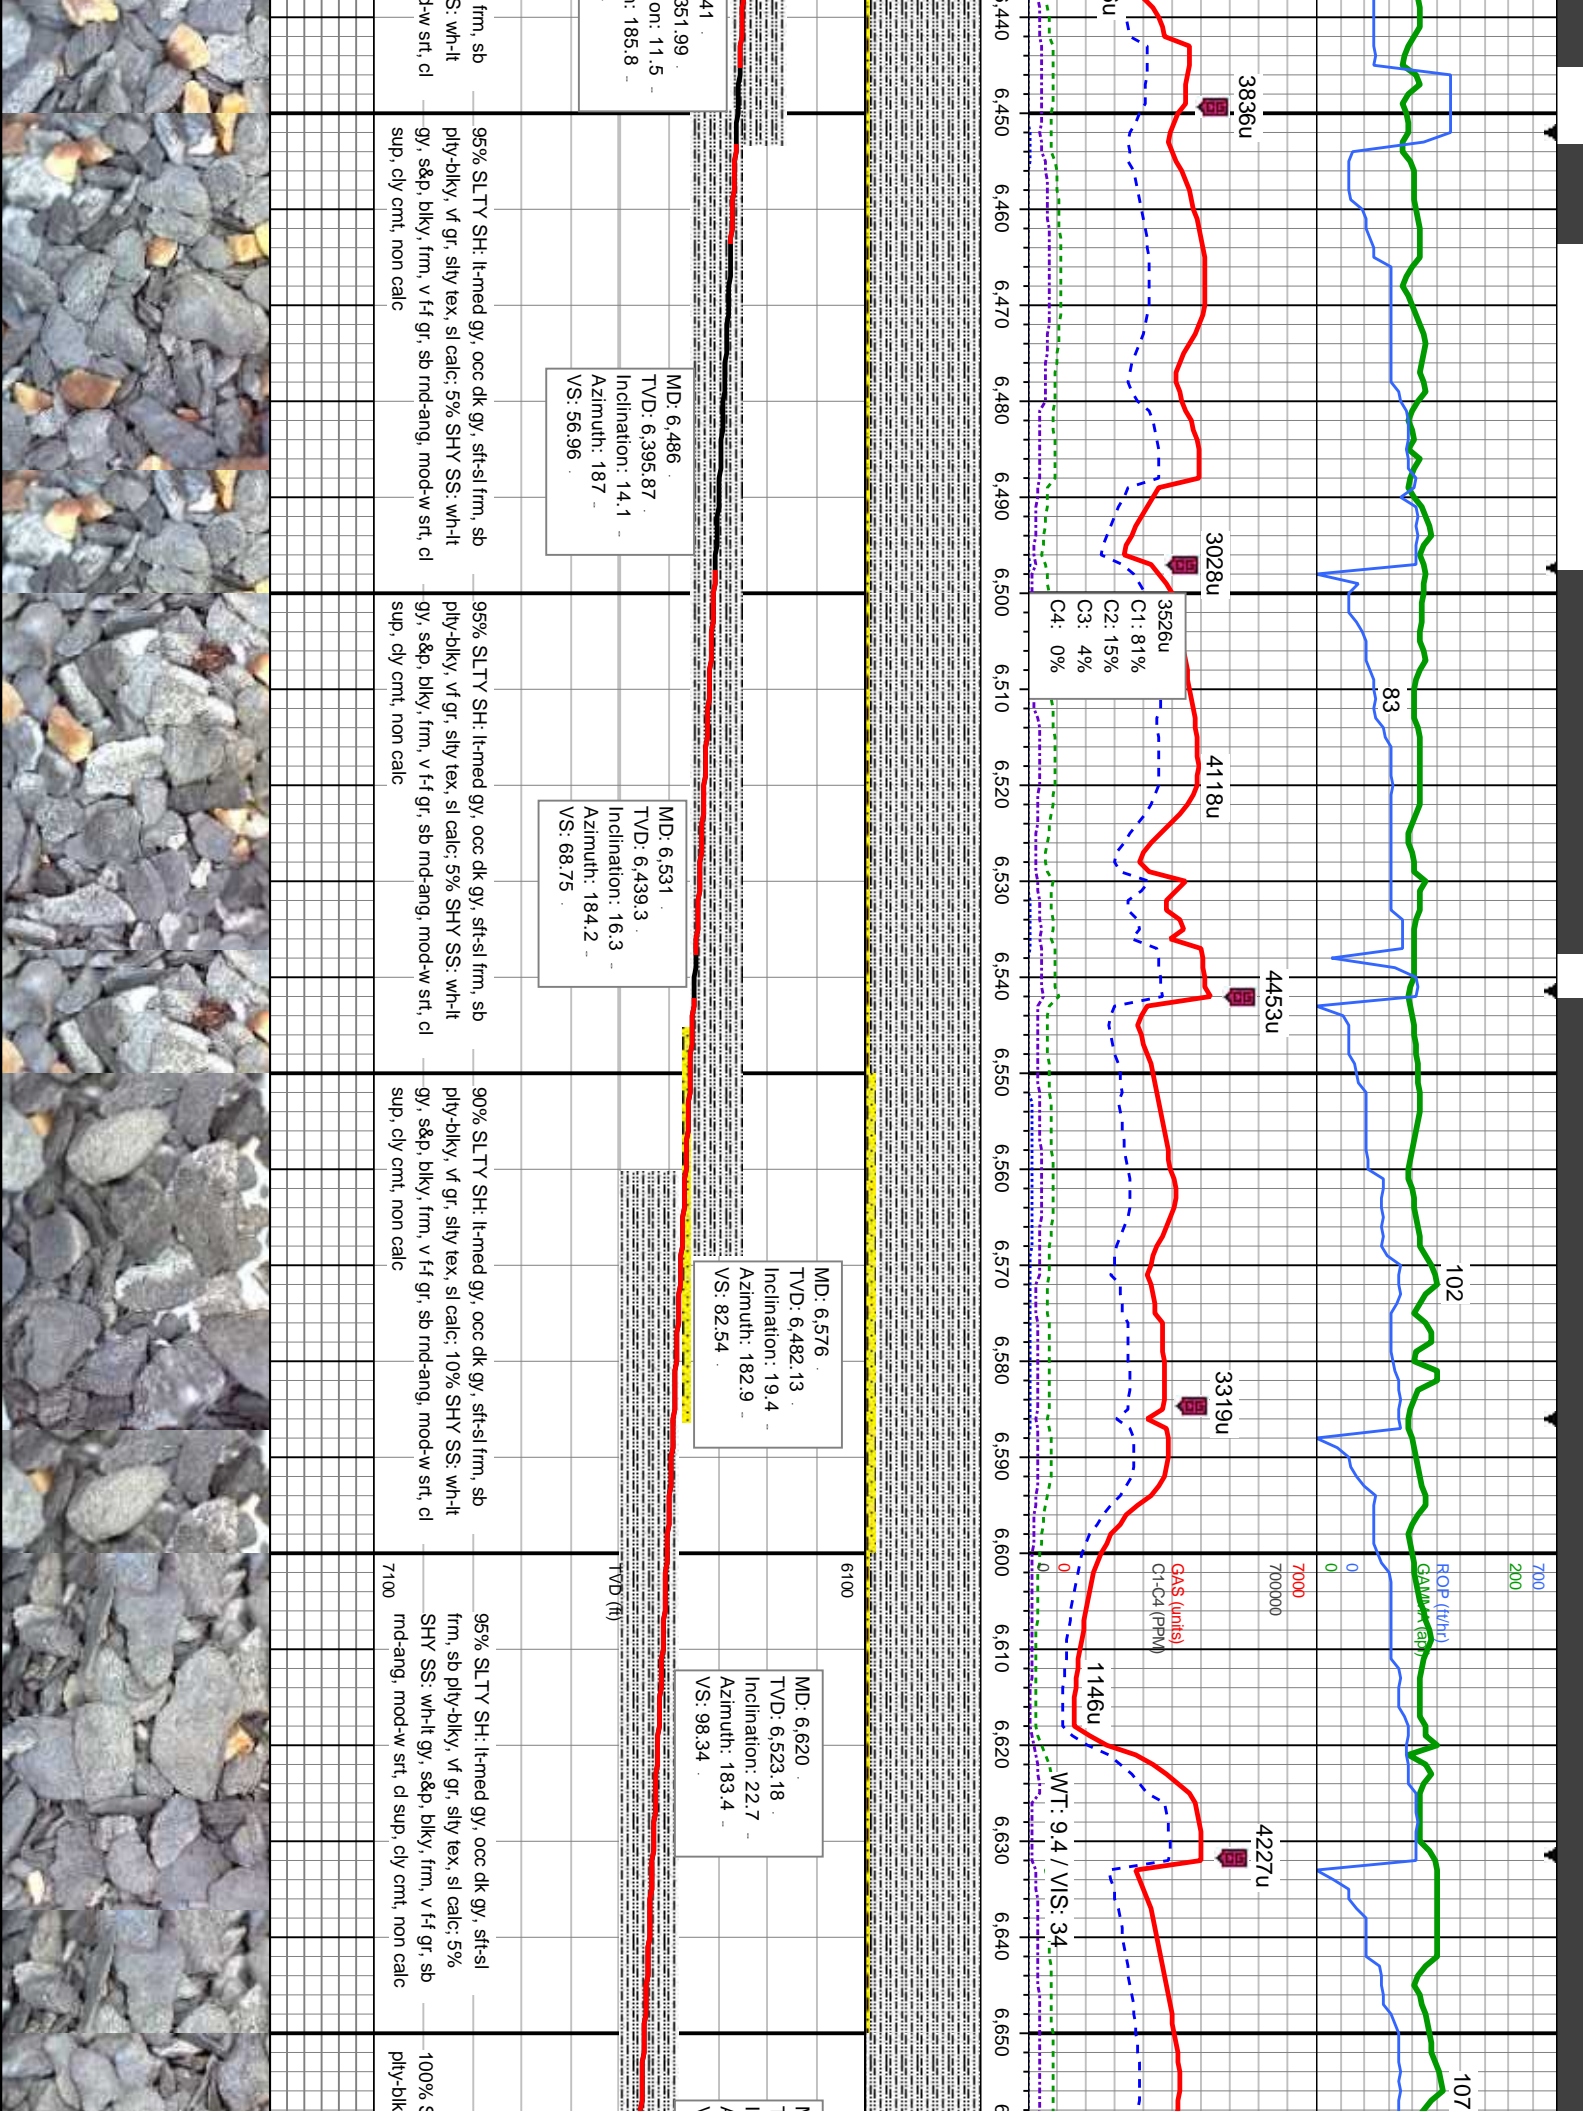 3836u
3028u
83
4118u
4453u
102
3319u
4227u
107
1146u
WT: 9.4 / VIS: 34
3526u
C1: 81%
C2: 15%
C3: 4%
C4: 0%
700
200
ROP (ft/hr)
GAMMA (api)
0
0
7000
700000
GAS (units)
C1-C4 (PPM)
0
0
6,440
6,450
6,460
6,470
6,480
6,490
6,500
6,510
6,520
6,530
6,540
6,550
6,560
6,570
6,580
6,590
6,600
6,610
6,620
6,630
6,640
6,650
6100
TVD (ft)
7100
41
351.99
on: 11.5
: 185.8
MD: 6,486
TVD: 6,395.87
Inclination: 14.1
Azimuth: 187
VS: 56.96
MD: 6,531
TVD: 6,439.3
Inclination: 16.3
Azimuth: 184.2
VS: 68.75
MD: 6,576
TVD: 6,482.13
Inclination: 19.4
Azimuth: 182.9
VS: 82.54
MD: 6,620
TVD: 6,523.18
Inclination: 22.7
Azimuth: 183.4
VS: 98.34
frm, sb
S: wh-lt
d-w srt, cl
95% SLTY SH: lt-med gy, occ dk gy, sft-sl frm, sb
plty-blky, vf gr, slty tex, sl calc; 5% SHY SS: wh-lt
gy, s&p, blky, frm, v f-f gr, sb rnd-ang, mod-w srt, cl
sup, cly cmt, non calc
95% SLTY SH: lt-med gy, occ dk gy, sft-sl frm, sb
plty-blky, vf gr, slty tex, sl calc; 5% SHY SS: wh-lt
gy, s&p, blky, frm, v f-f gr, sb rnd-ang, mod-w srt, cl
sup, cly cmt, non calc
90% SLTY SH: lt-med gy, occ dk gy, sft-sl frm, sb
plty-blky, vf gr, slty tex, sl calc; 10% SHY SS: wh-lt
gy, s&p, blky, frm, v f-f gr, sb rnd-ang, mod-w srt, cl
sup, cly cmt, non calc
95% SLTY SH: lt-med gy, occ dk gy, sft-sl
frm, sb plty-blky, vf gr, slty tex, sl calc; 5%
SHY SS: wh-lt gy, s&p, blky, frm, v f-f gr, sb
rnd-ang, mod-w srt, cl sup, cly cmt, non calc
100% S
plty-blk